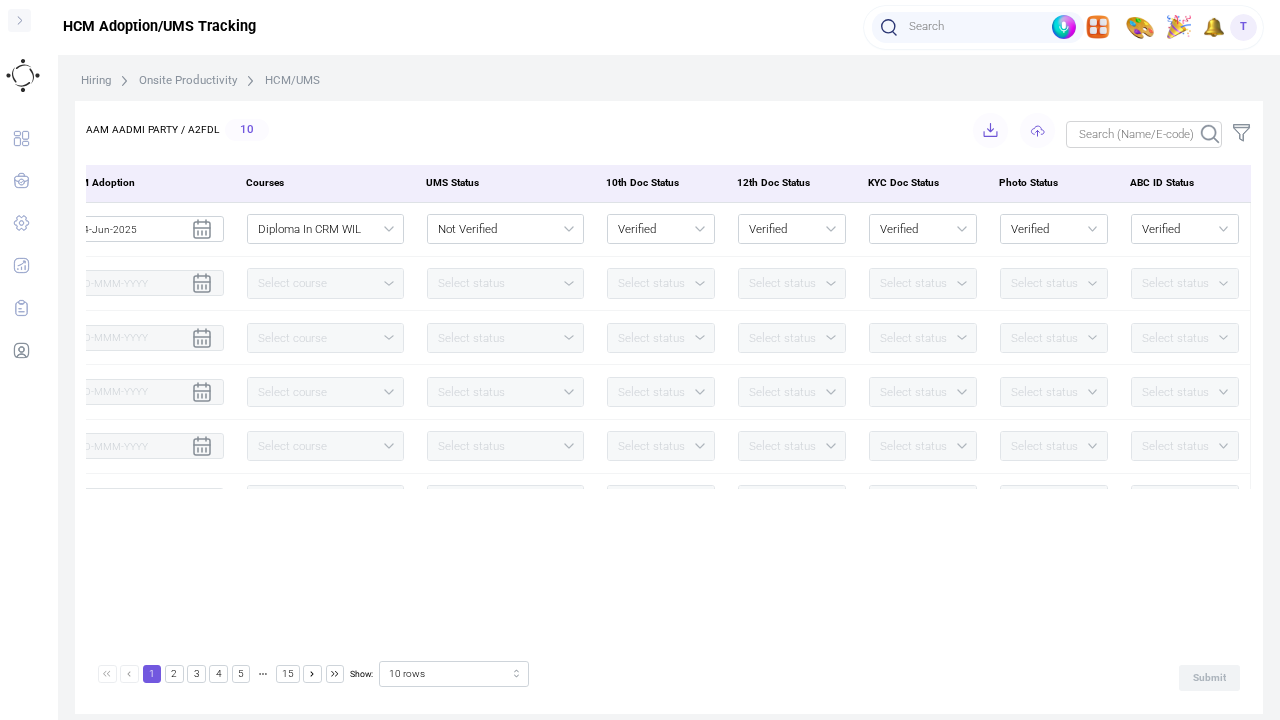 HCM Adoption/UMS Tracking
Search
T
Hiring
Onsite Productivity
HCM/UMS
AAM AADMI PARTY / A2FDL
10
Search (Name/E-code)
Adoption Courses UMS Status 10th Doc Status 12th Doc Status KYC Doc Status Photo Status ABC ID Status
-Jun-2025 Diploma In CRM WIL Not Verified Verified Verified Verified Verified Verified
-MMM-YYYY Select course Select status Select status Select status Select status Select status Select status
-MMM-YYYY Select course Select status Select status Select status Select status Select status Select status
-MMM-YYYY Select course Select status Select status Select status Select status Select status Select status
-MMM-YYYY Select course Select status Select status Select status Select status Select status Select status
1 2 3 4 5 ··· 15 Show: 10 rows
Submit